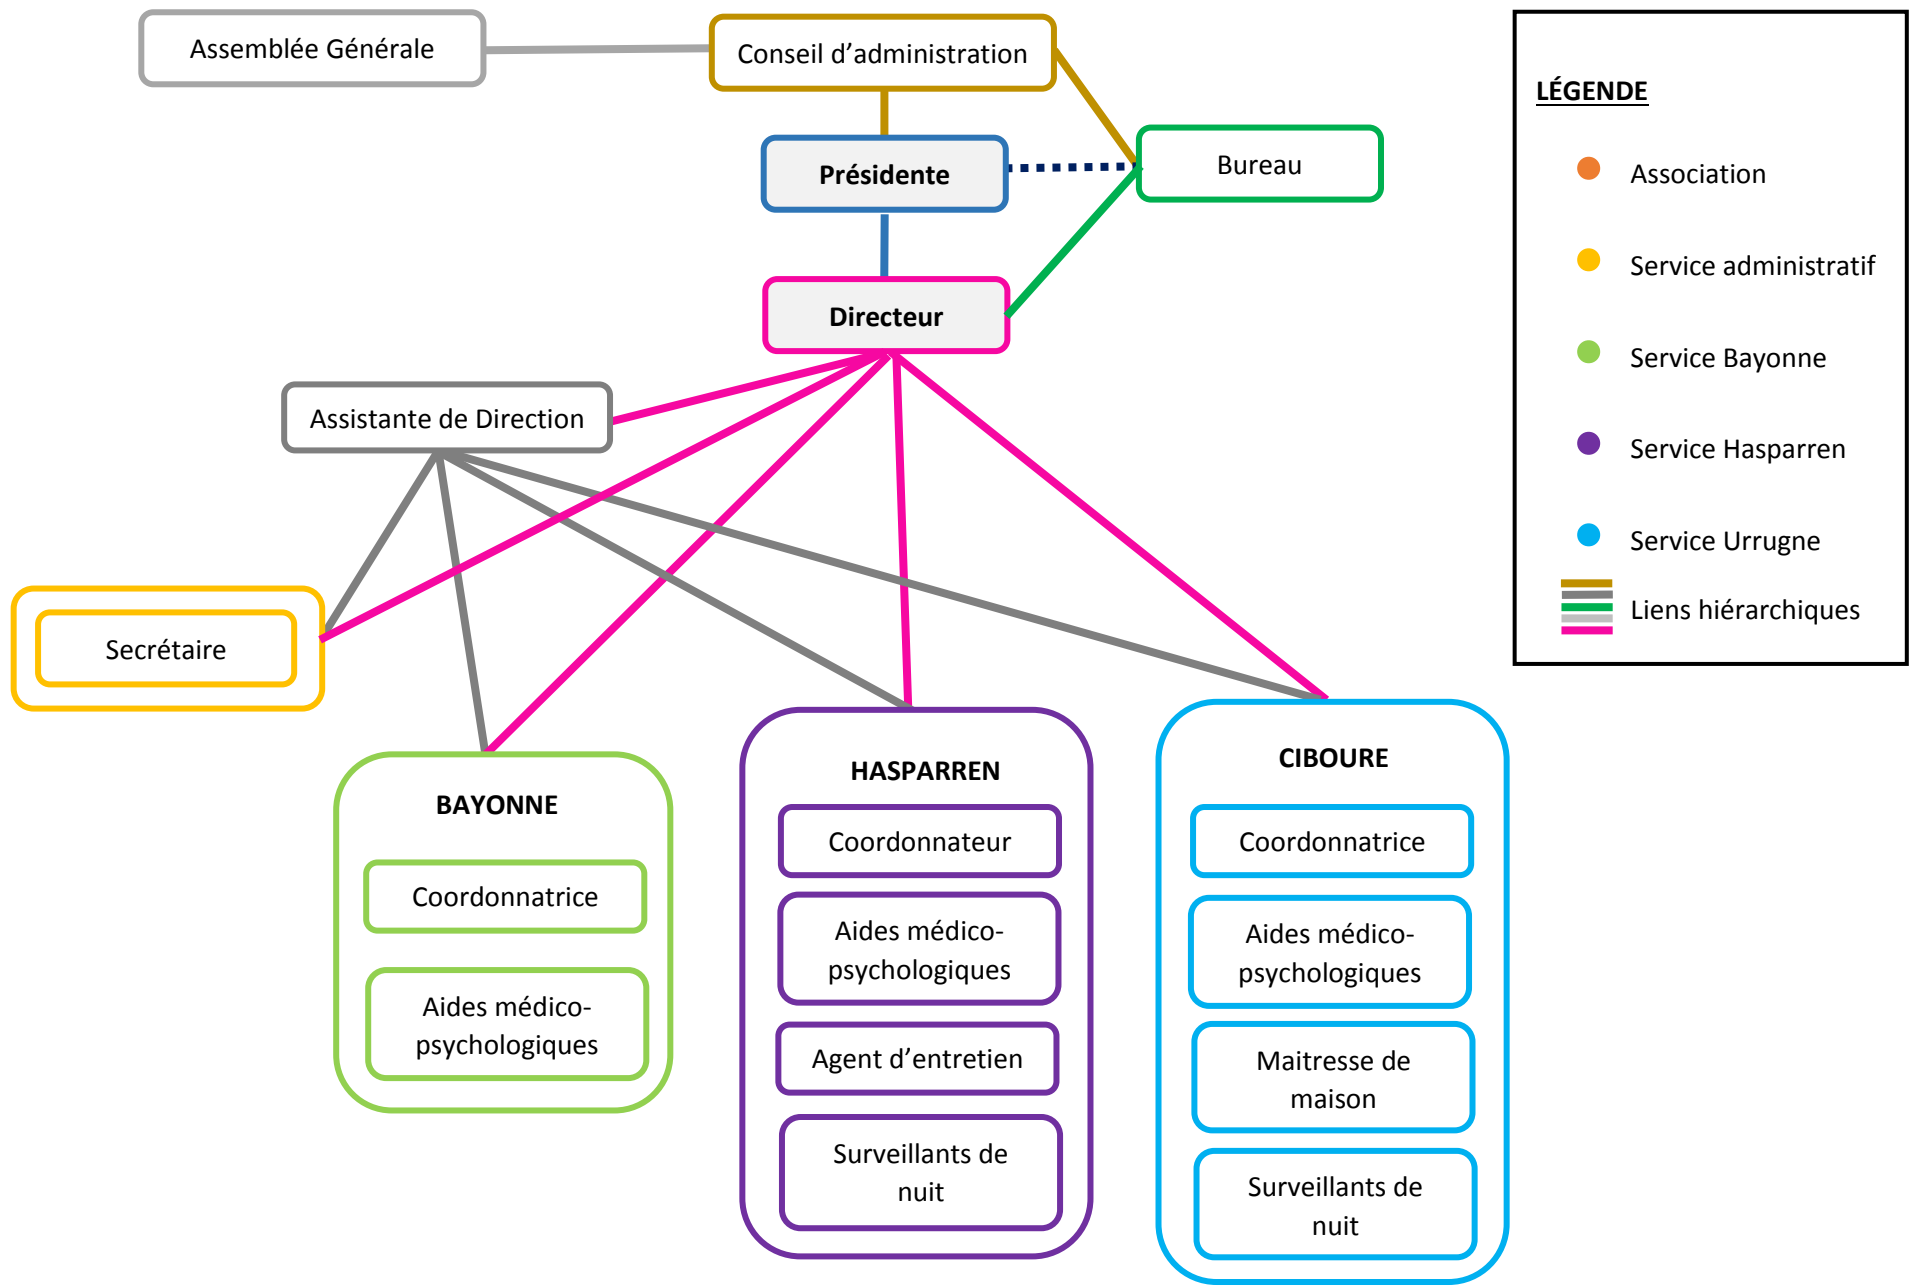 Assemblée Générale
Conseil d’administration
Présidente
Bureau
Directeur
Assistante de Direction
Secrétaire
BAYONNE
Coordonnatrice
Aides médico-
psychologiques
HASPARREN
Coordonnateur
Aides médico-
psychologiques
Agent d’entretien
Surveillants de
nuit
CIBOURE
Coordonnatrice
Aides médico-
psychologiques
Maitresse de
maison
Surveillants de
nuit
LÉGENDE
Association
Service administratif
Service Bayonne
Service Hasparren
Service Urrugne
Liens hiérarchiques